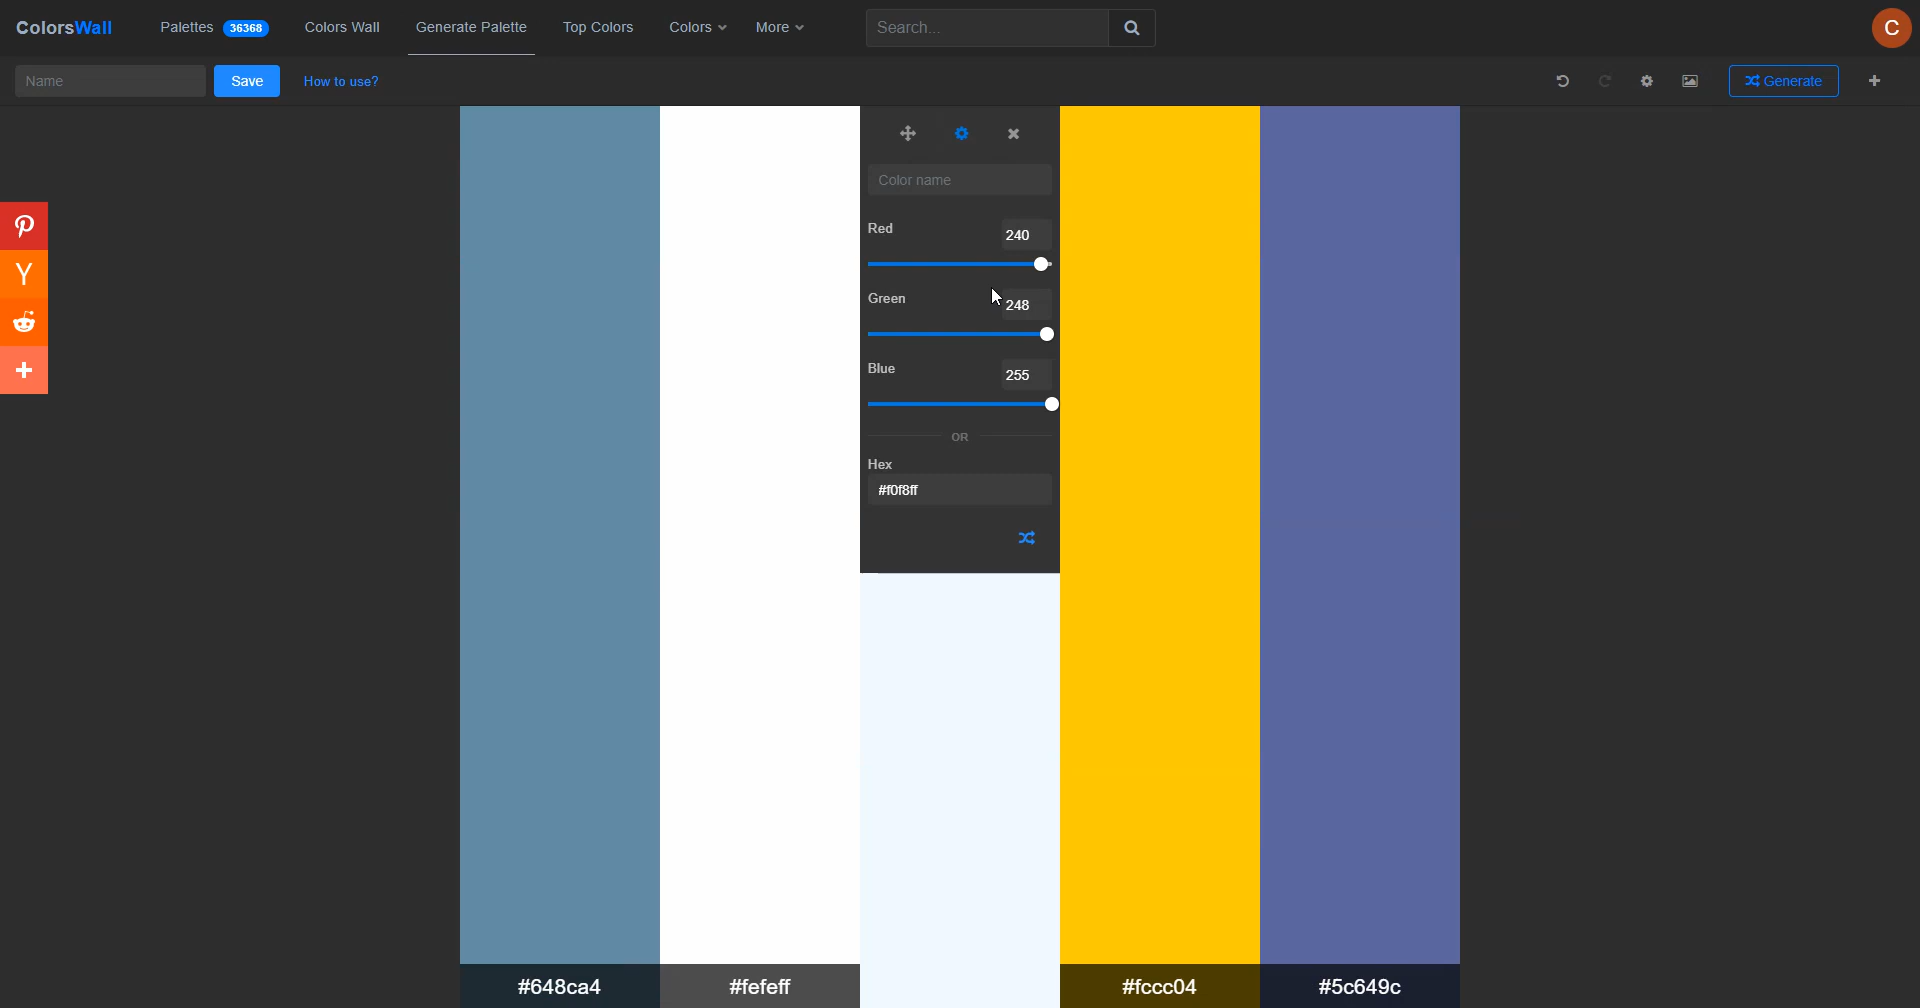 ColorsWall Palettes 36368 Colors Wall Generate Palette Top Colors Colors More Search... C
Name Save How to use? Generate
Color name
Red 240
Green 248
Blue 255
OR
Hex
#f0f8ff
#648ca4 #fefeff #fccc04 #5c649c